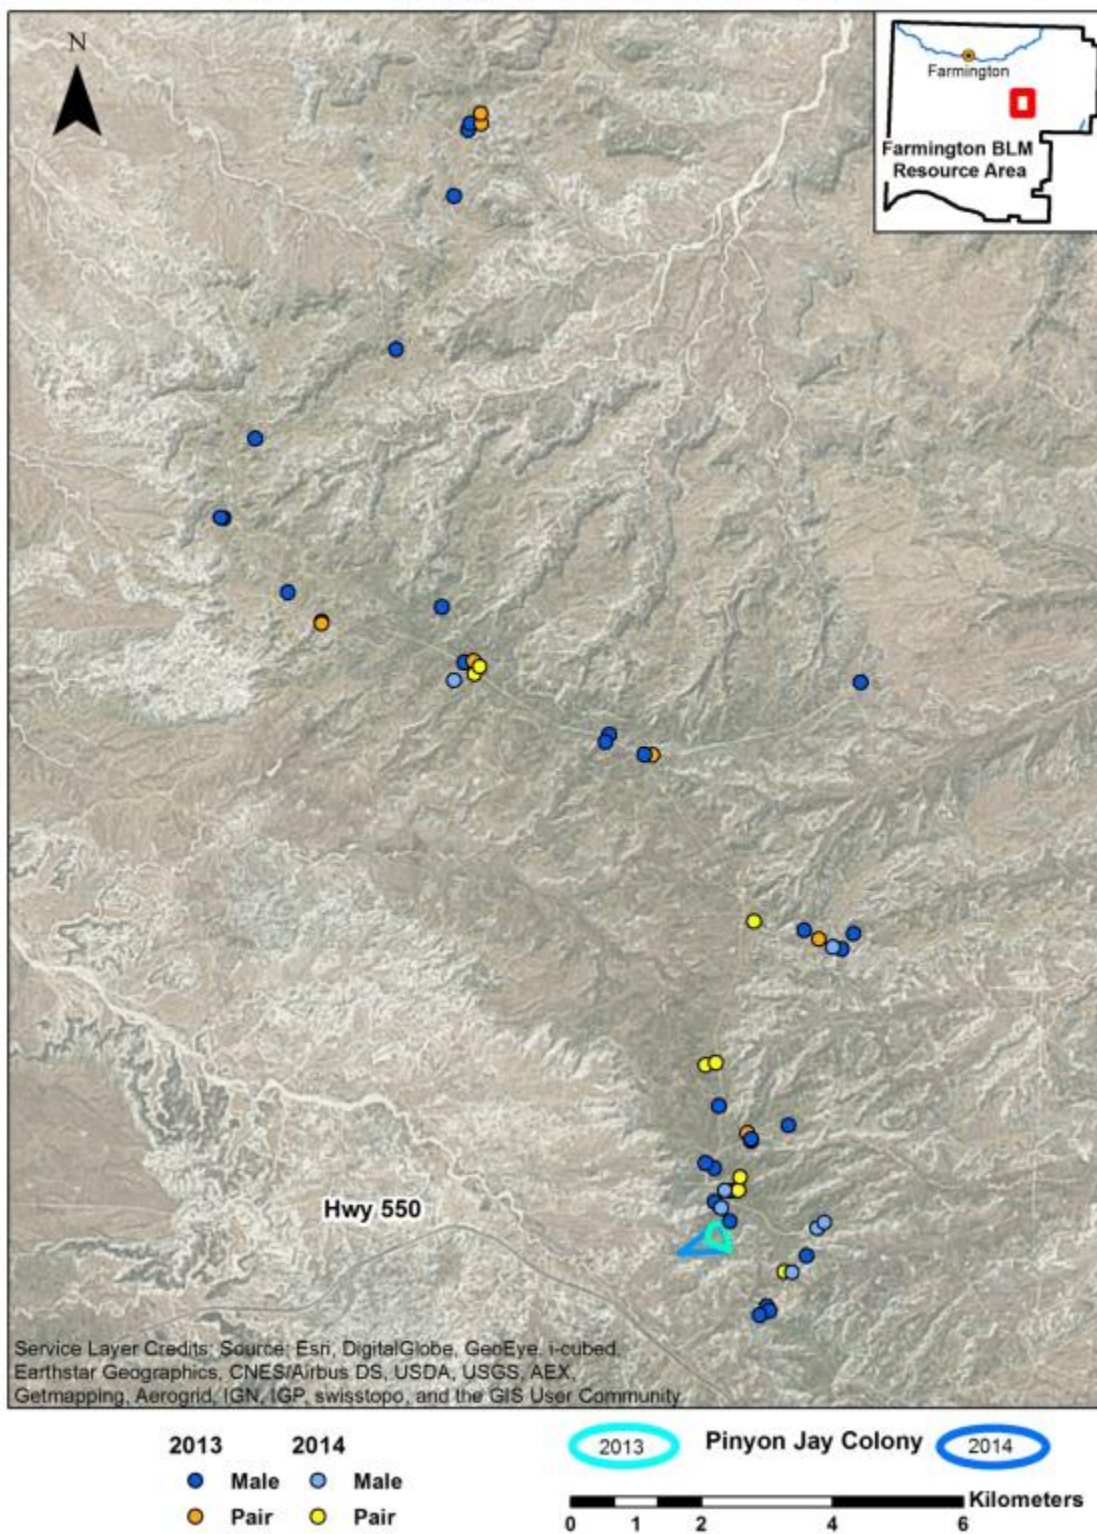 N
Farmington
Farmington BLM
Resource Area
Hwy 550
Service Layer Credits: Source: Esri, DigitalGlobe, GeoEye, i-cubed,
Earthstar Geographics, CNES/Airbus DS, USDA, USGS, AEX,
Getmapping, Aerogrid, IGN, IGP, swisstopo, and the GIS User Community
2013 2014
Male Male
Pair Pair
2013 Pinyon Jay Colony 2014
Kilometers
0 1 2 4 6